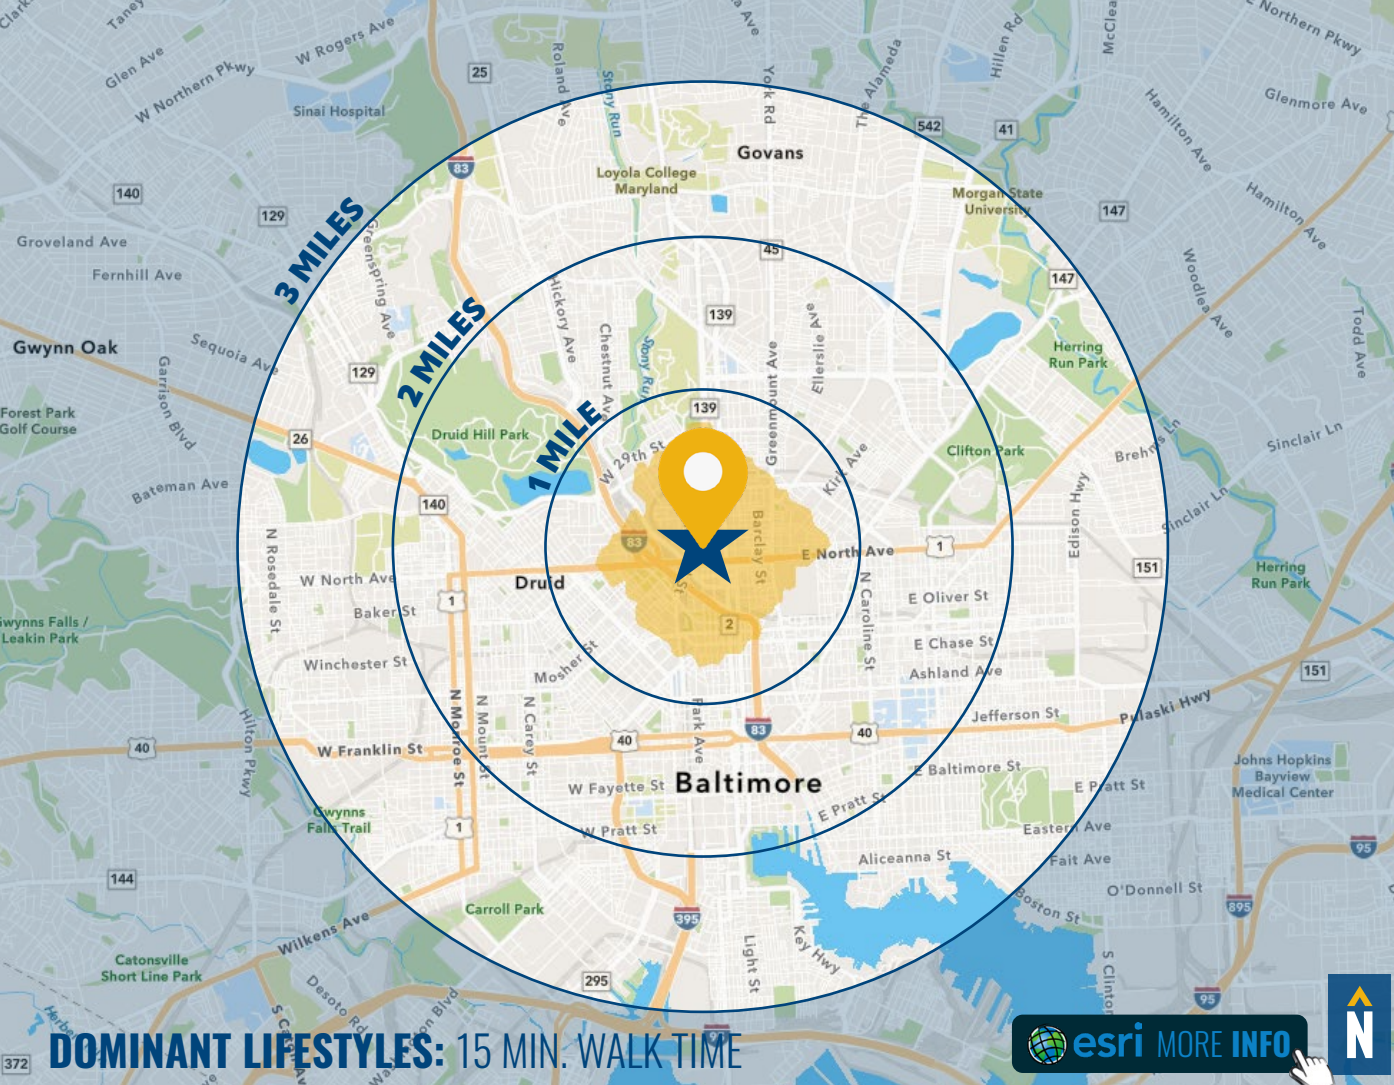 W Rogers Ave
Glen Ave
W Northern Pkwy
25
Roland Ave
Stony Run
York Rd
The Alameda
Hillen Rd
E Northern Pkwy
Glenmore Ave
Sinai Hospital
Govans
542
41
Hamilton Ave
83
Loyola College
Maryland
140
129
Morgan State
University
147
Hamilton Ave
Groveland Ave
3 MILES
Greenspring Ave
45
Fernhill Ave
147
Woodlea Ave
Hickory Ave
139
Ellerslie Ave
Todd Ave
Gwynn Oak
Sequoia Ave
2 MILES
Chestnut Ave
Stony Run
Greenmount Ave
Herring
Run Park
129
Garrison Blvd
Forest Park
Golf Course
1 MILE
139
26
Druid Hill Park
W 29th St
Kirk Ave
Clifton Park
Brehms Ln
Sinclair Ln
Bateman Ave
140
Edison Hwy
Sinclair Ln
N Rosedale St
83
Barclay St
E North Ave
1
151
W North Ave
Druid
Herring
Run Park
1
Baker St
N Caroline St
E Oliver St
Gwynns Falls /
Leakin Park
2
E Chase St
Winchester St
Mosher St
Ashland Ave
151
N Monroe St
N Mount St
N Carey St
Park Ave
Jefferson St
Pulaski Hwy
Hilton Pkwy
40
W Franklin St
40
83
40
E Baltimore St
Johns Hopkins
Bayview
Medical Center
W Fayette St
Baltimore
E Pratt St
E Pratt St
Gwynns
Falls Trail
1
W Pratt St
Eastern Ave
Aliceanna St
Fait Ave
95
144
O'Donnell St
Carroll Park
395
Boston St
895
Wilkens Ave
Key Hwy
Light St
Catonsville
Short Line Park
295
S Clinton
95
Desoto Rd
372
DOMINANT LIFESTYLES: 15 MIN. WALK TIME
esri MORE INFO
N